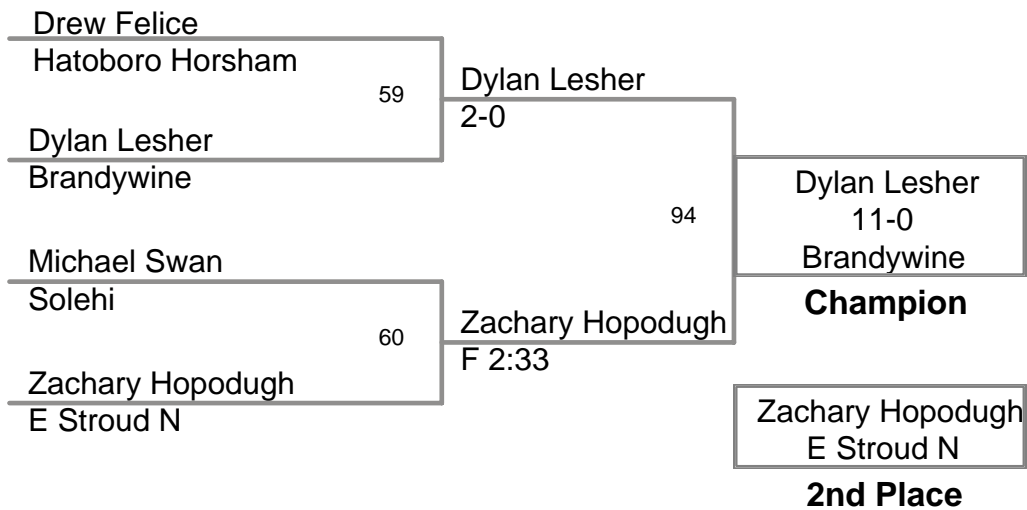 Drew Felice
Hatoboro Horsham
59
Dylan Lesher
Brandywine
Dylan Lesher
2-0
Michael Swan
Solehi
60
Zachary Hopodugh
E Stroud N
Zachary Hopodugh
F 2:33
94
Dylan Lesher
11-0
Brandywine
Champion
Zachary Hopodugh
E Stroud N
2nd Place